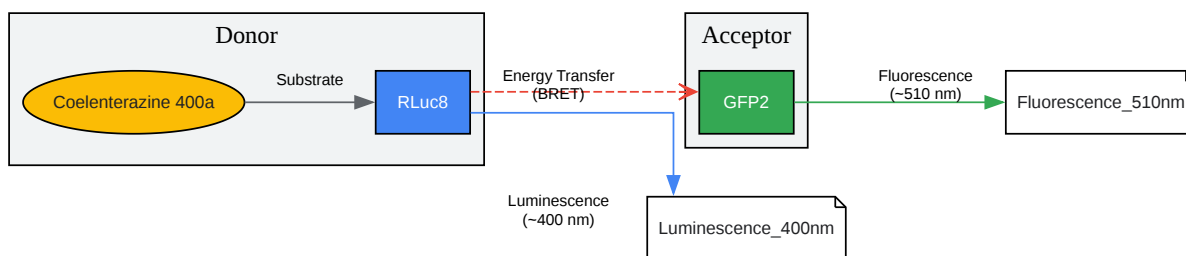 Donor
Acceptor
Coelenterazine 400a
Substrate
RLuc8
Energy Transfer
(BRET)
GFP2
Fluorescence
(~510 nm)
Fluorescence_510nm
Luminescence
(~400 nm)
Luminescence_400nm